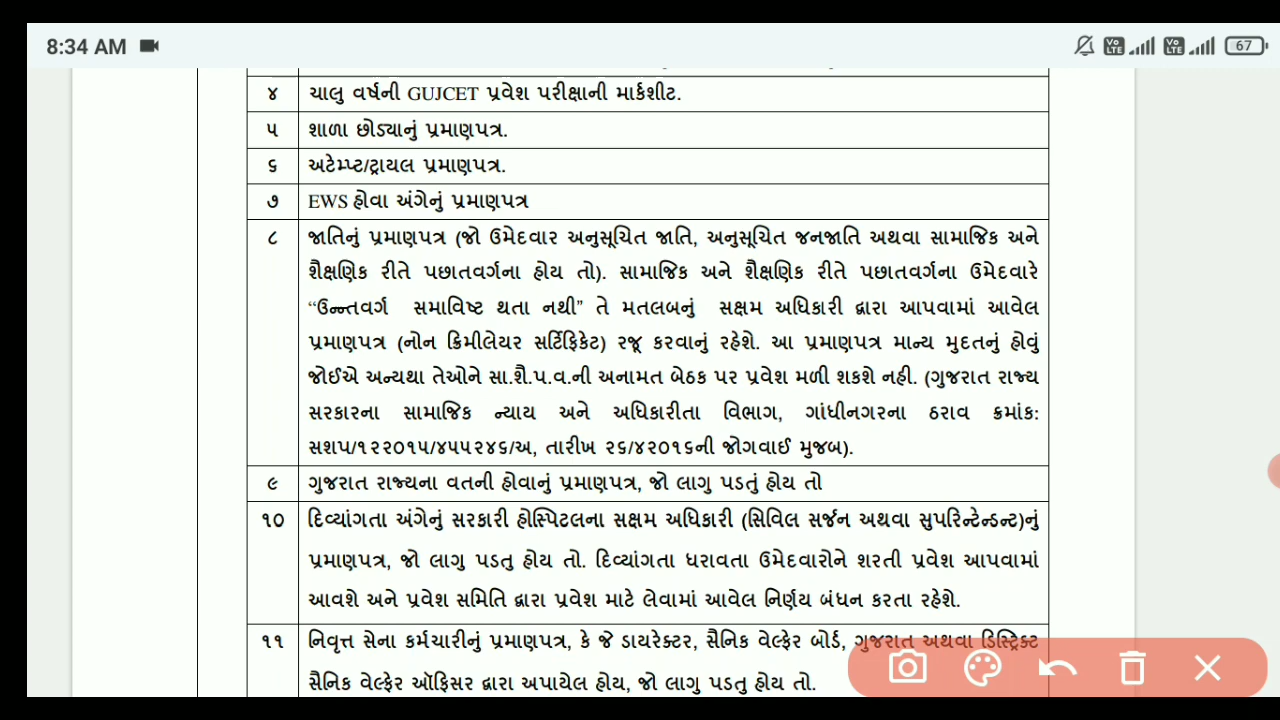 8:34 AM
67
૪ ચાલુ વર્ષની GUJCET પ્રવેશ પરીક્ષાની માર્કશીટ.
૫ શાળા છોડ્યાનું પ્રમાણપત્ર.
૬ અટેમ્પ્ટ/ટ્રાયલ પ્રમાણપત્ર.
૭ EWS હોવા અંગેનું પ્રમાણપત્ર
૮ જાતિનું પ્રમાણપત્ર (જો ઉમેદવાર અનુસૂચિત જાતિ, અનુસૂચિત જનજાતિ અથવા સામાજિક અને
શૈક્ષણિક રીતે પછાતવર્ગના હોય તો). સામાજિક અને શૈક્ષણિક રીતે પછાતવર્ગના ઉમેદવારે
“ઉન્ન્તવર્ગ સમાવિષ્ટ થતા નથી” તે મતલબનું સક્ષમ અધિકારી દ્વારા આપવામાં આવેલ
પ્રમાણપત્ર (નોન ક્રિમીલેયર સર્ટિફિકેટ) રજૂ કરવાનું રહેશે. આ પ્રમાણપત્ર માન્ય મુદતનું હોવું
જોઈએ અન્યથા તેઓને સા.શૈ.પ.વ.ની અનામત બેઠક પર પ્રવેશ મળી શકશે નહી. (ગુજરાત રાજ્ય
સરકારના સામાજિક ન્યાય અને અધિકારીતા વિભાગ, ગાંધીનગરના ઠરાવ ક્રમાંક:
સશપ/૧૨૨૦૧૫/૪૫૫૨૪૬/અ, તારીખ ૨૬/૪૨૦૧૬ની જોગવાઈ મુજબ).
૯ ગુજરાત રાજ્યના વતની હોવાનું પ્રમાણપત્ર, જો લાગુ પડતું હોય તો
૧૦ દિવ્યાંગતા અંગેનું સરકારી હોસ્પિટલના સક્ષમ અધિકારી (સિવિલ સર્જન અથવા સુપરિન્ટેન્ડન્ટ)નું
પ્રમાણપત્ર, જો લાગુ પડતુ હોય તો. દિવ્યાંગતા ધરાવતા ઉમેદવારોને શરતી પ્રવેશ આપવામાં
આવશે અને પ્રવેશ સમિતિ દ્વારા પ્રવેશ માટે લેવામાં આવેલ નિર્ણય બંધન કરતા રહેશે.
૧૧ નિવૃત્ત સેના કર્મચારીનું પ્રમાણપત્ર, કે જે ડાયરેક્ટર, સૈનિક વેલ્ફેર બોર્ડ, ગુજરાત અથવા ડિસ્ટ્રિક્ટ
સૈનિક વેલ્ફેર ઑફિસર દ્વારા અપાયેલ હોય, જો લાગુ પડતુ હોય તો.